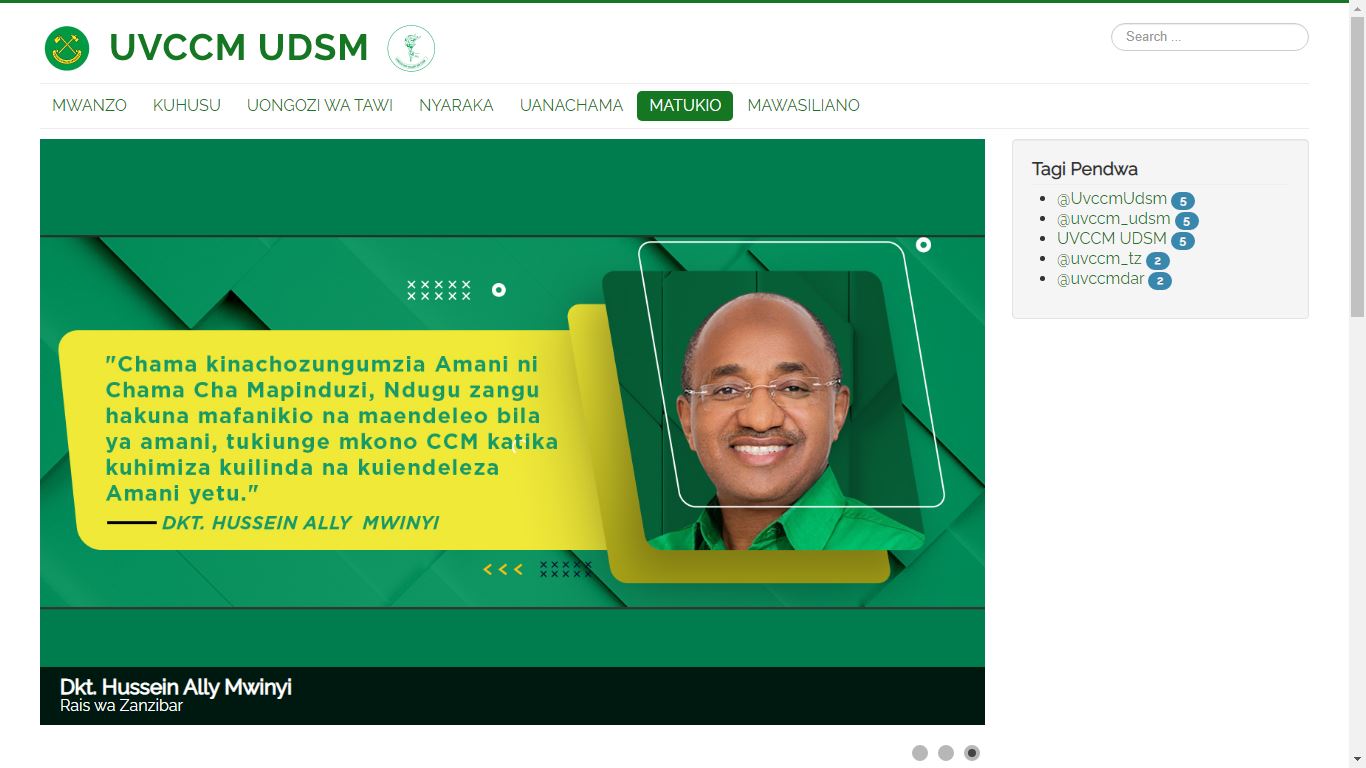 UVCCM UDSM
Search ...
MWANZO KUHUSU UONGOZI WA TAWI NYARAKA UANACHAMA MATUKIO MAWASILIANO
"Chama kinachozungumzia Amani ni
Chama Cha Mapinduzi, Ndugu zangu
hakuna mafanikio na maendeleo bila
ya amani, tukiunge mkono CCM katika
kuhimiza kuilinda na kuiendeleza
Amani yetu."
DKT. HUSSEIN ALLY MWINYI
Dkt. Hussein Ally Mwinyi
Rais wa Zanzibar
Tagi Pendwa
@UvccmUdsm 5
@uvccm_udsm 5
UVCCM UDSM 5
@uvccm_tz 2
@uvccmdar 2